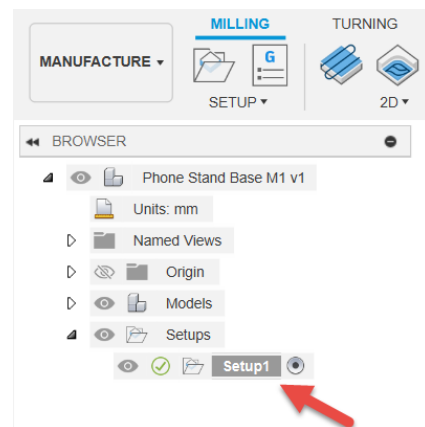 MILLING TURNING
MANUFACTURE
G
SETUP 2D
BROWSER
Phone Stand Base M1 v1
Units: mm
Named Views
Origin
Models
Setups
Setup1